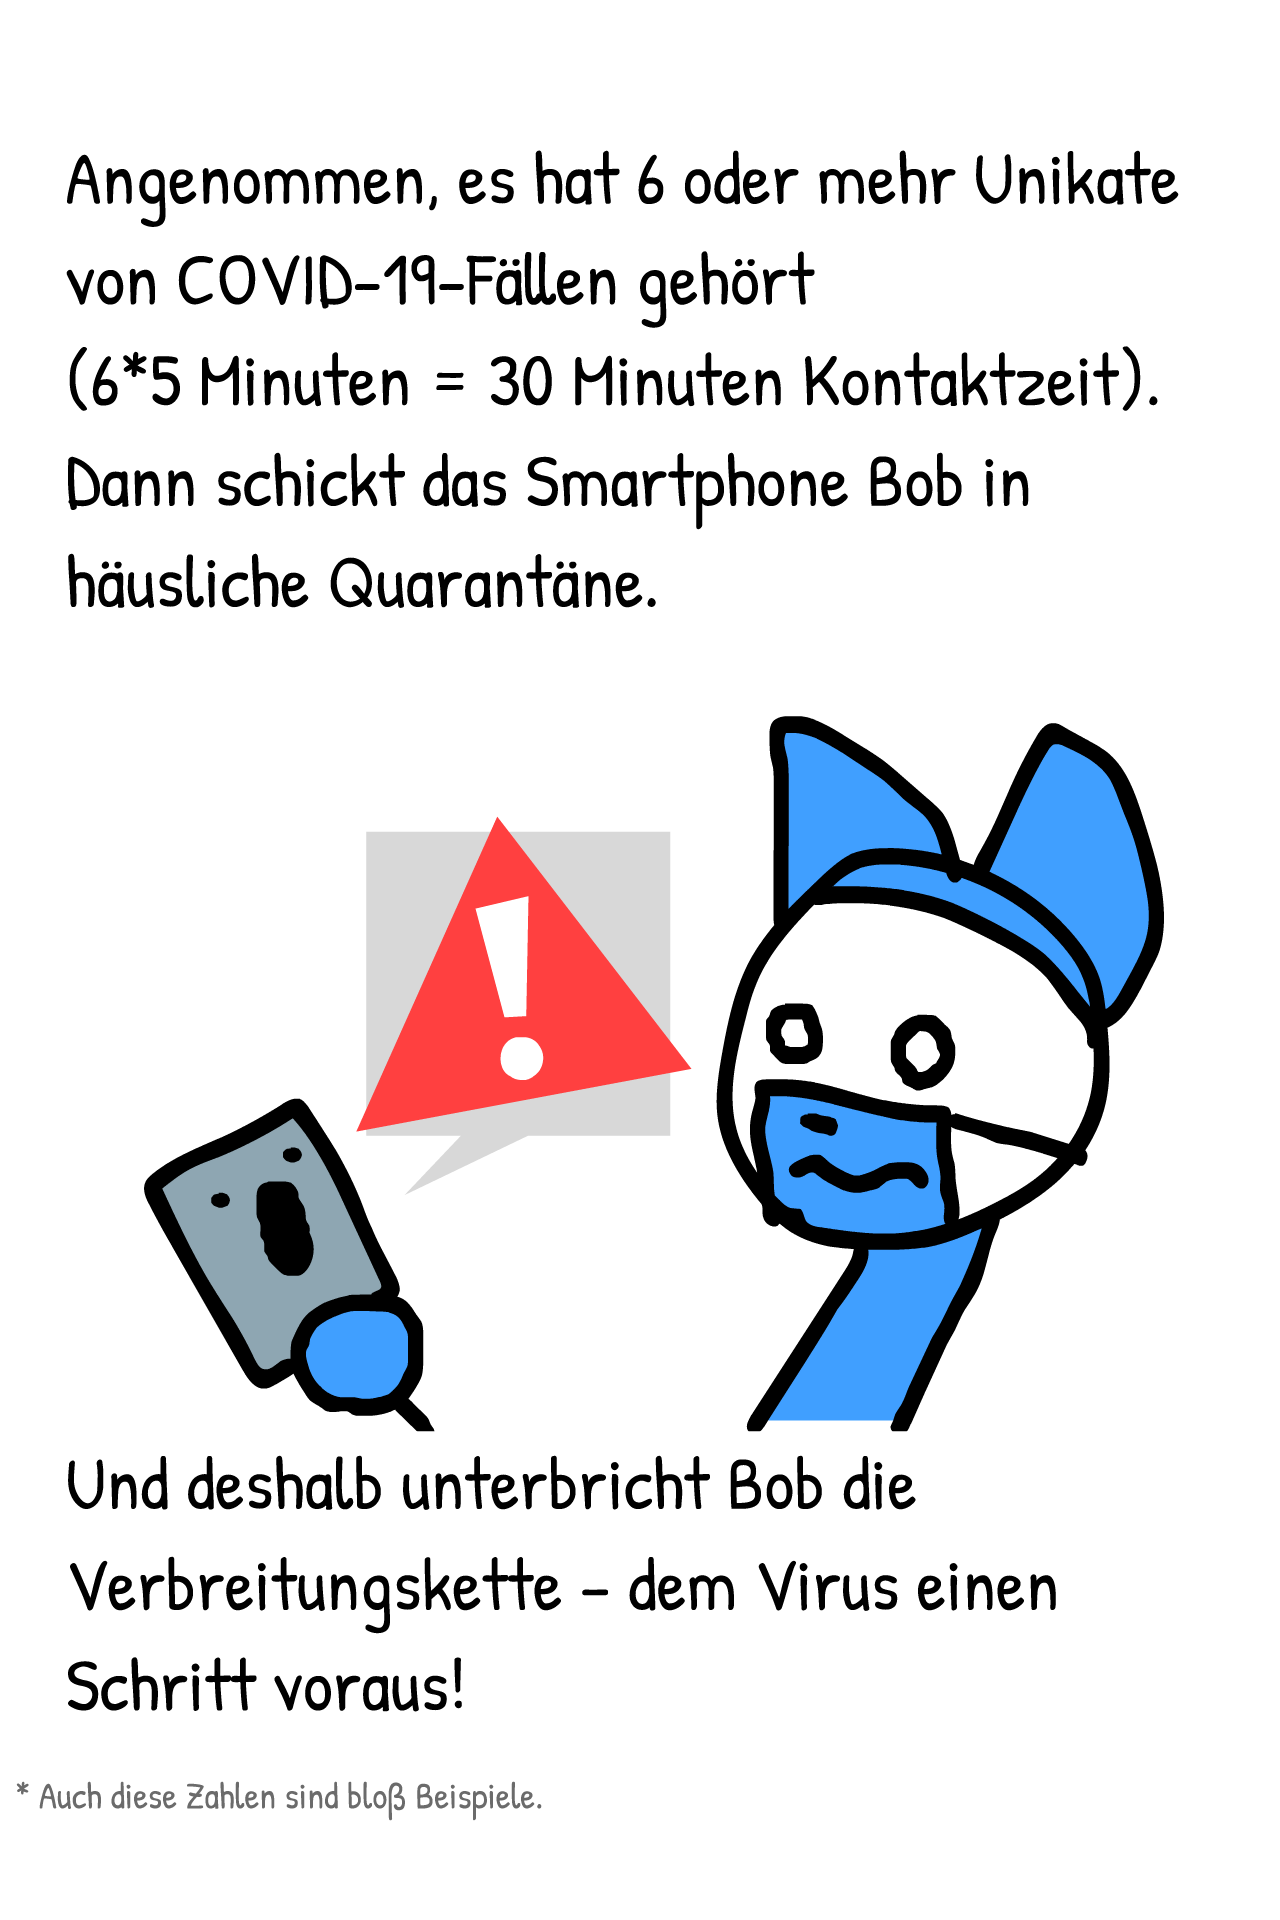 Angenommen, es hat 6 oder mehr Unikate
von COVID-19-Fällen gehört
(6*5 Minuten = 30 Minuten Kontaktzeit).
Dann schickt das Smartphone Bob in
häusliche Quarantäne.
!
Und deshalb unterbricht Bob die
Verbreitungskette - dem Virus einen
Schritt voraus!
* Auch diese Zahlen sind bloß Beispiele.